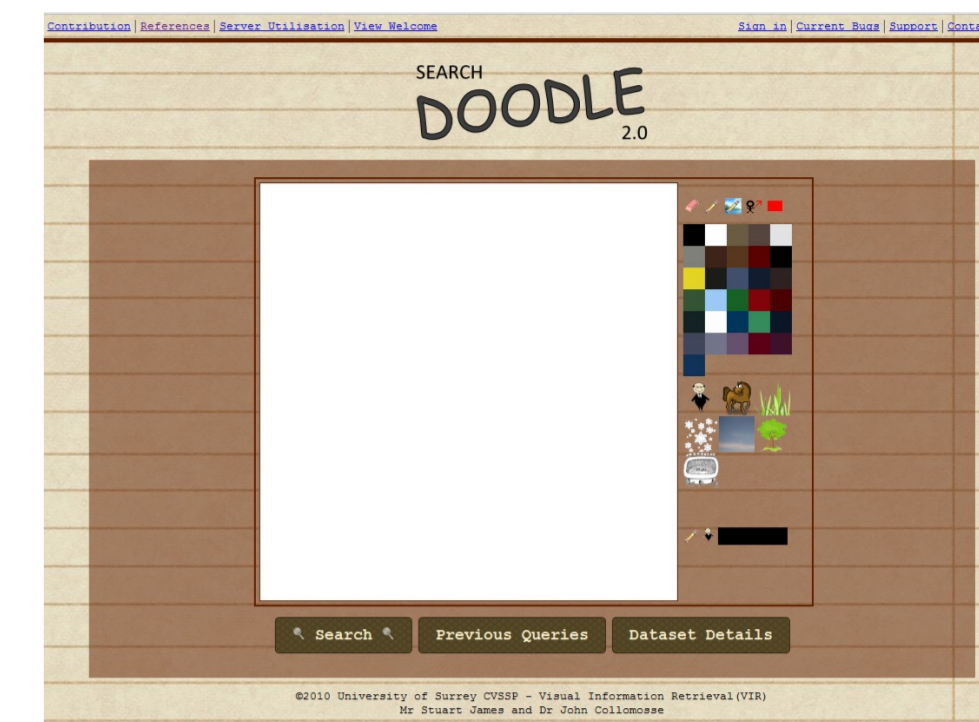 Contribution | References | Server Utilisation | View Welcome
Sign in | Current Bugs | Support | Conta
SEARCH
DOODLE
2.0
Search
Previous Queries
Dataset Details
©2010 University of Surrey CVSSP - Visual Information Retrieval(VIR)
Mr Stuart James and Dr John Collomosse